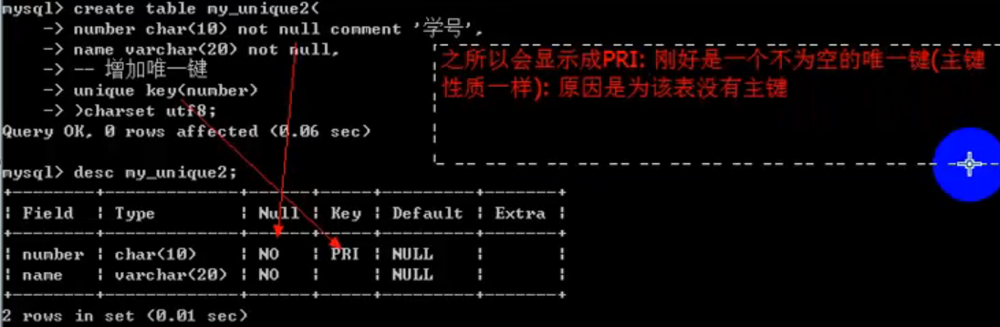 mysql> create table my_unique2(
-> number char(10) not null comment '学号',
-> name varchar(20) not null,
-> -- 增加唯一键
-> unique key(number)
-> )charset utf8;
Query OK, 0 rows affected (0.06 sec)
之所以会显示成PRI: 刚好是一个不为空的唯一键(主键
性质一样): 原因是为该表没有主键
mysql> desc my_unique2;
+--------+-------------+------+-----+---------+-------+
| Field | Type | Null | Key | Default | Extra |
+--------+-------------+------+-----+---------+-------+
| number | char(10) | NO | PRI | NULL | |
| name | varchar(20) | NO | | NULL | |
+--------+-------------+------+-----+---------+-------+
2 rows in set (0.01 sec)